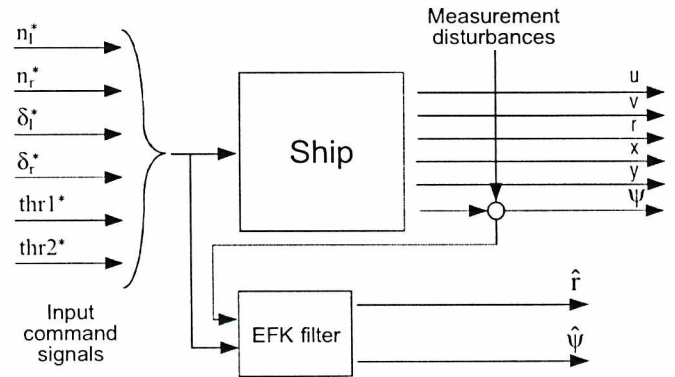 Measurement
disturbances
n_l*
n_r*
δ_l*
δ_r*
thr1*
thr2*
Input
command
signals
Ship
u
v
r
x
y
ψ
EFK filter
r̂
ψ̂